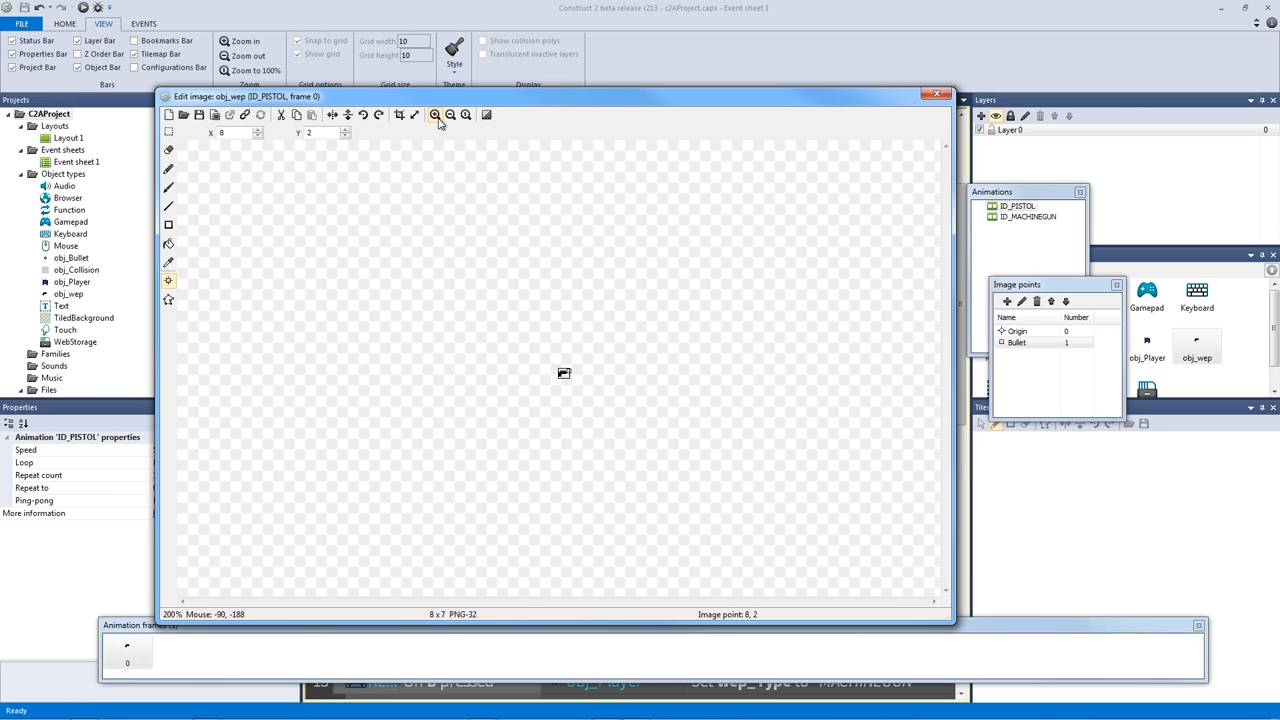 Construct 2 beta release r213 - c2AProject.capx - Event sheet 1
FILE HOME VIEW EVENTS
Status Bar Layer Bar Bookmarks Bar Zoom in Snap to grid Grid width 10 Show collision polys
Properties Bar Z Order Bar Tilemap Bar Zoom out Show grid Grid height 10 Translucent inactive layers
Project Bar Object Bar Configurations Bar Zoom to 100% Style
Bars Zoom Grid options Grid size Theme Display
Projects
C2AProject
Layouts
Layout 1
Event sheets
Event sheet 1
Object types
Audio
Browser
Function
Gamepad
Keyboard
Mouse
obj_Bullet
obj_Collision
obj_Player
obj_wep
Text
TiledBackground
Touch
WebStorage
Families
Sounds
Music
Files
Properties
Animation 'ID_PISTOL' properties
Speed
Loop
Repeat count
Repeat to
Ping-pong
More information
Edit image: obj_wep (ID_PISTOL, frame 0)
X 8 Y 2
200% Mouse: -90, -188 8 x 7 PNG-32 Image point: 8, 2
Animation frames (1)
0
On B pressed obj_Player Set wep_Type to "MACHINEGUN"
Layers
Layer 0 0
Animations
ID_PISTOL
ID_MACHINEGUN
Image points
Name Number
Origin 0
Bullet 1
Gamepad Keyboard
obj_Player obj_wep
Ready